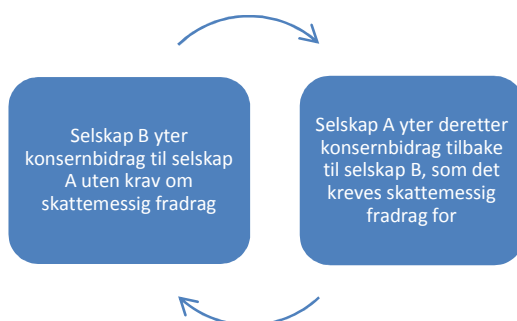 Selskap B yter
konsernbidrag til selskap
A uten krav om
skattemessig fradrag
Selskap A yter deretter
konsernbidrag tilbake
til selskap B, som det
kreves skattemessig
fradrag for